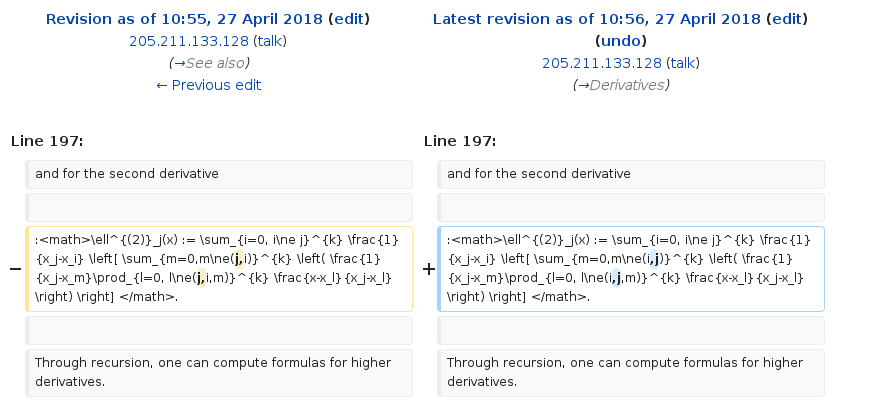 Revision as of 10:55, 27 April 2018 (edit)
205.211.133.128 (talk)
(→See also)
← Previous edit
Latest revision as of 10:56, 27 April 2018 (edit)
(undo)
205.211.133.128 (talk)
(→Derivatives)
Line 197:
Line 197:
and for the second derivative
and for the second derivative
−
:<math>\ell^{(2)}_j(x) := \sum_{i=0, i\ne j}^{k} \frac{1}
{x_j-x_i} \left[ \sum_{m=0,m\ne(j,i)}^{k} \left( \frac{1}
{x_j-x_m}\prod_{l=0, l\ne(j,i,m)}^{k} \frac{x-x_l}{x_j-x_l}
\right) \right] </math>.
+
:<math>\ell^{(2)}_j(x) := \sum_{i=0, i\ne j}^{k} \frac{1}
{x_j-x_i} \left[ \sum_{m=0,m\ne(i,j)}^{k} \left( \frac{1}
{x_j-x_m}\prod_{l=0, l\ne(i,j,m)}^{k} \frac{x-x_l}{x_j-x_l}
\right) \right] </math>.
Through recursion, one can compute formulas for higher
derivatives.
Through recursion, one can compute formulas for higher
derivatives.